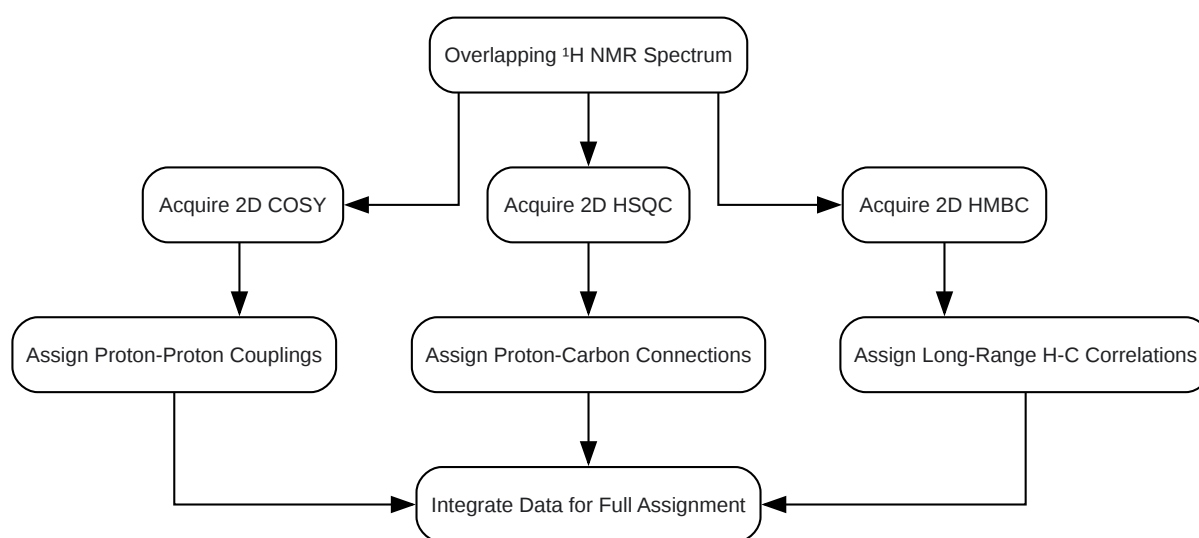 Overlapping ¹H NMR Spectrum
Acquire 2D COSY
Acquire 2D HSQC
Acquire 2D HMBC
Assign Proton-Proton Couplings
Assign Proton-Carbon Connections
Assign Long-Range H-C Correlations
Integrate Data for Full Assignment